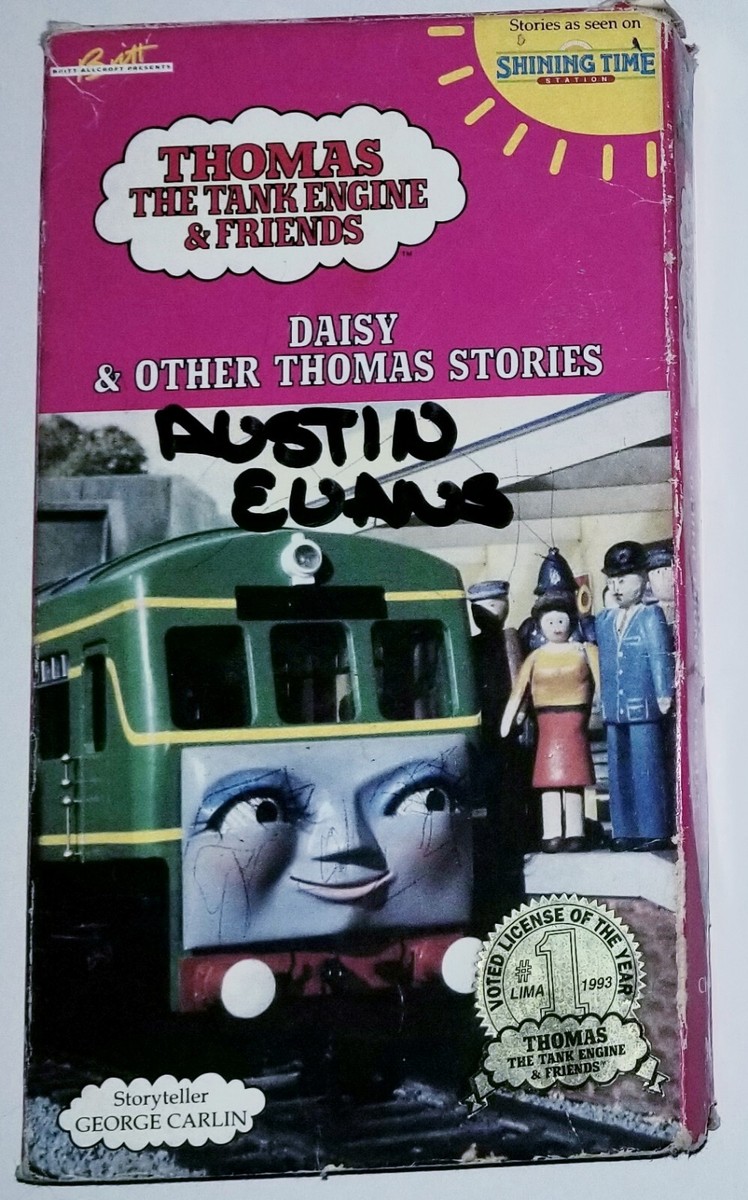 Britt
BRITT ALLCROFT PRESENTS
Stories as seen on
SHINING TIME
STATION
THOMAS
THE TANK ENGINE
& FRIENDS
TM
DAISY
& OTHER THOMAS STORIES
AUSTIN
EVANS
VOTED LICENSE OF THE YEAR
#1
LIMA 1993
THOMAS
THE TANK ENGINE
& FRIENDS
Storyteller
GEORGE CARLIN